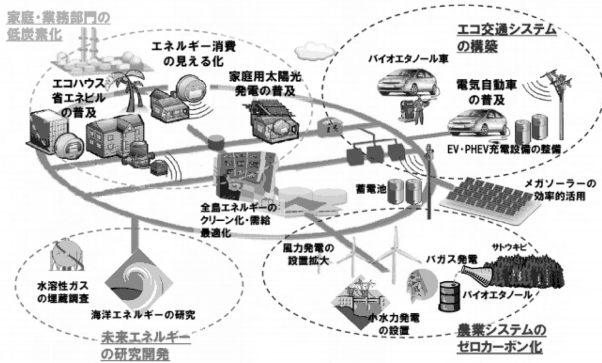 家庭・業務部門の
低炭素化
エネルギー消費
の見える化
エコハウス
省エネビル
の普及
家庭用太陽光
発電の普及
エコ交通システム
の構築
バイオエタノール車
電気自動車
の普及
EV・PHEV充電設備の整備
全島エネルギーの
クリーン化・需給
最適化
蓄電池
メガソーラーの
効率的活用
水溶性ガス
の埋蔵調査
海洋エネルギーの研究
未来エネルギー
の研究開発
風力発電の
設置拡大
小水力発電
の設置
バガス発電
サトウキビ
バイオエタノール
農業システムの
ゼロカーボン化